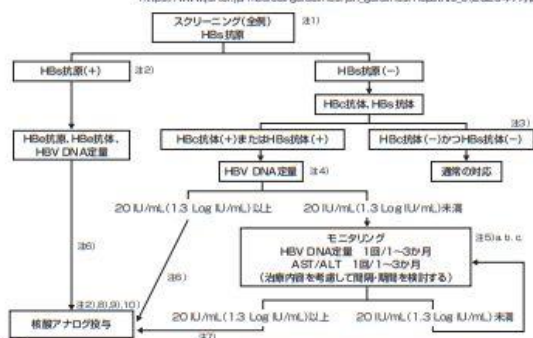 スクリーニング(全例)
HBs抗原
注1)
HBs抗原(+)
注2)
HBs抗原(-)
HBc抗体, HBs抗体
注3)
HBe抗原, HBe抗体,
HBV DNA定量
HBc抗体(+)またはHBs抗体(+)
HBc抗体(-)かつHBs抗体(-)
HBV DNA定量
注4)
通常の対応
20 IU/mL(1.3 Log IU/mL)以上
20 IU/mL(1.3 Log IU/mL)未満
注6)
注6)
モニタリング
HBV DNA定量 1回/1~3か月
AST/ALT 1回/1~3か月
(治療内容を考慮して間隔・期間を検討する)
注5)a.b.c.
注2),8),9),10)
核酸アナログ投与
20 IU/mL(1.3 Log IU/mL)以上
20 IU/mL(1.3 Log IU/mL)未満
注7)